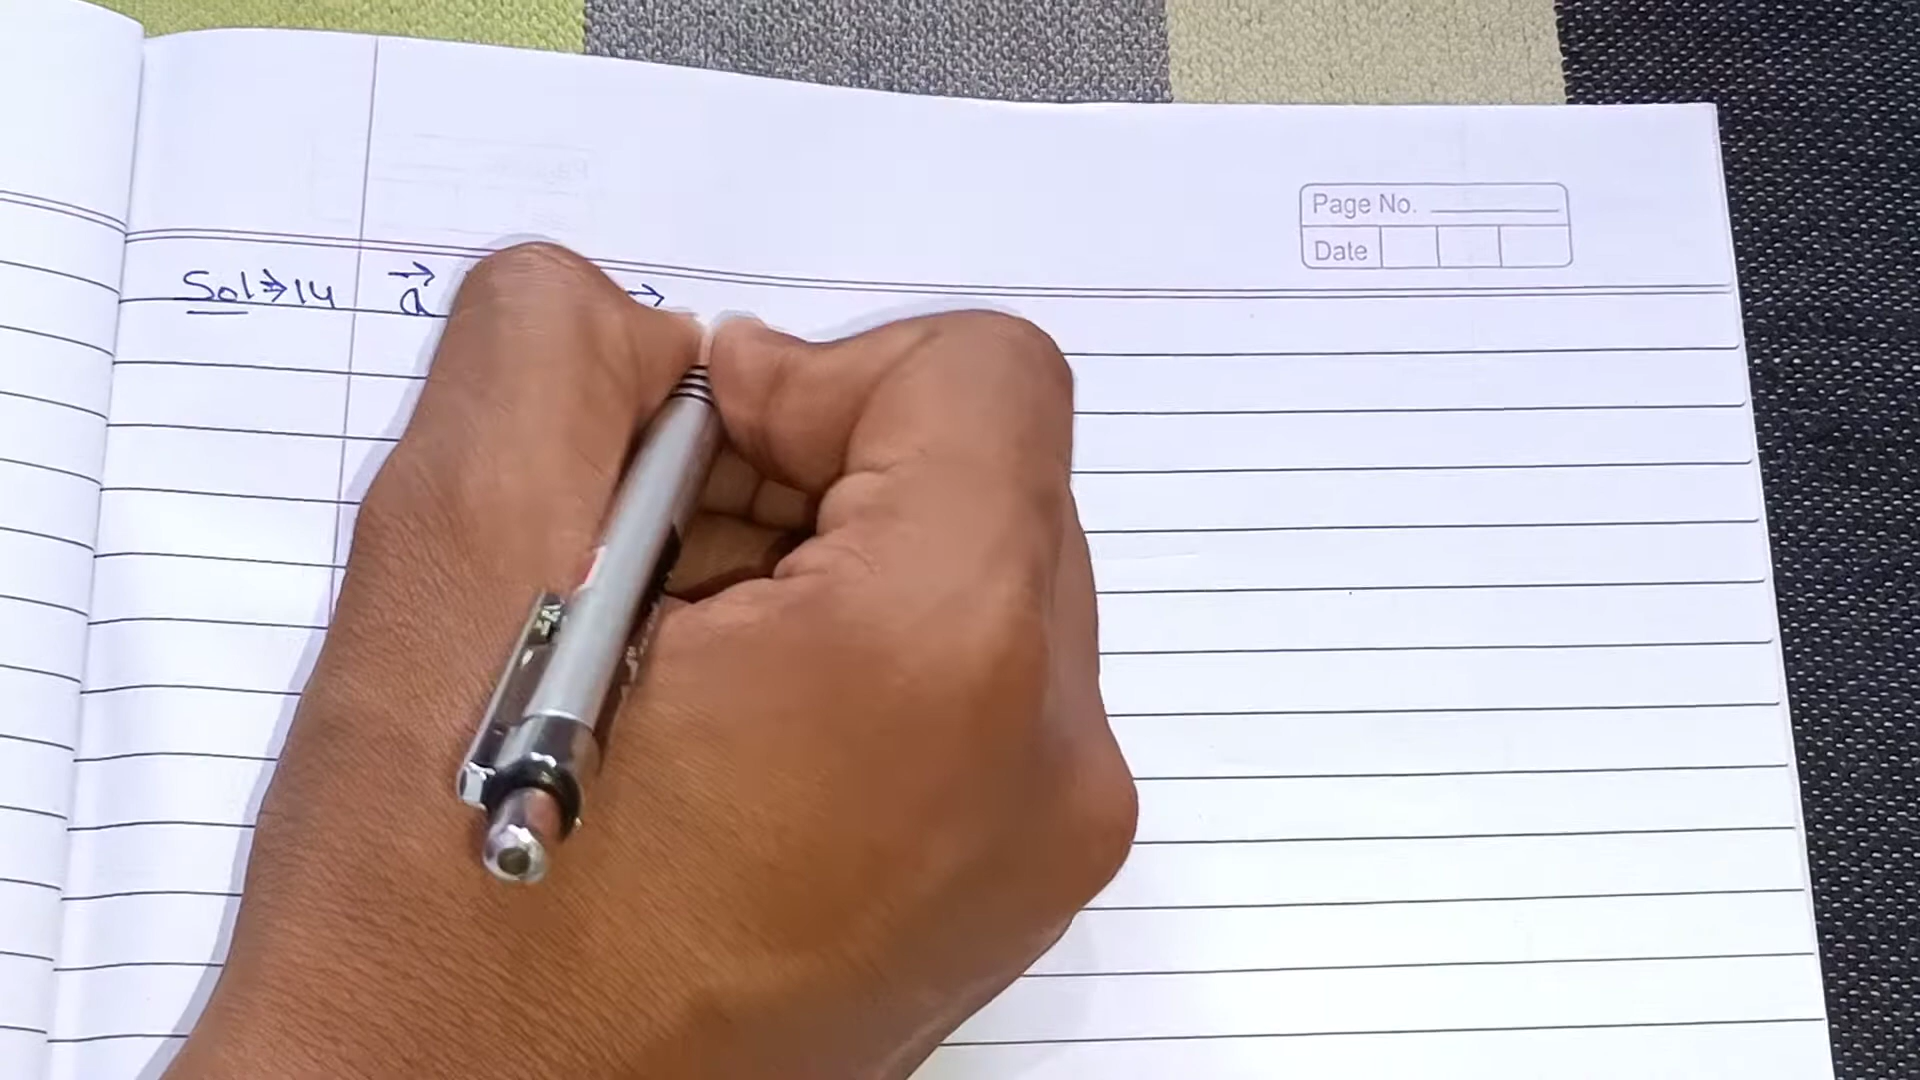 Page No.
Date
Sol⇒14 a⃗ →